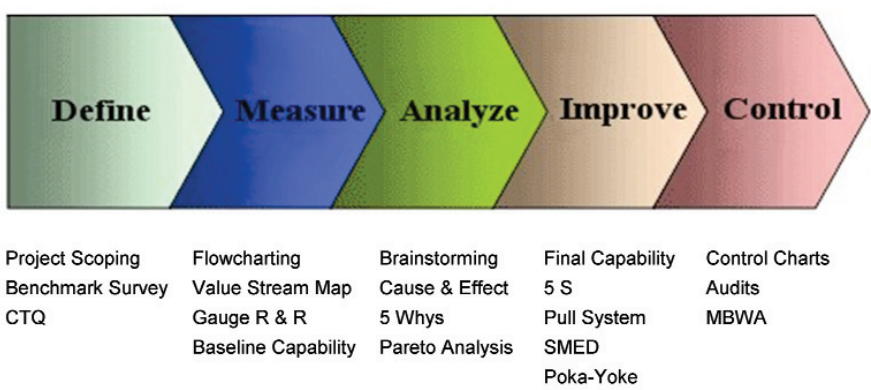 Define
Measure
Analyze
Improve
Control
Project Scoping
Benchmark Survey
CTQ
Flowcharting
Value Stream Map
Gauge R & R
Baseline Capability
Brainstorming
Cause & Effect
5 Whys
Pareto Analysis
Final Capability
5 S
Pull System
SMED
Poka-Yoke
Control Charts
Audits
MBWA